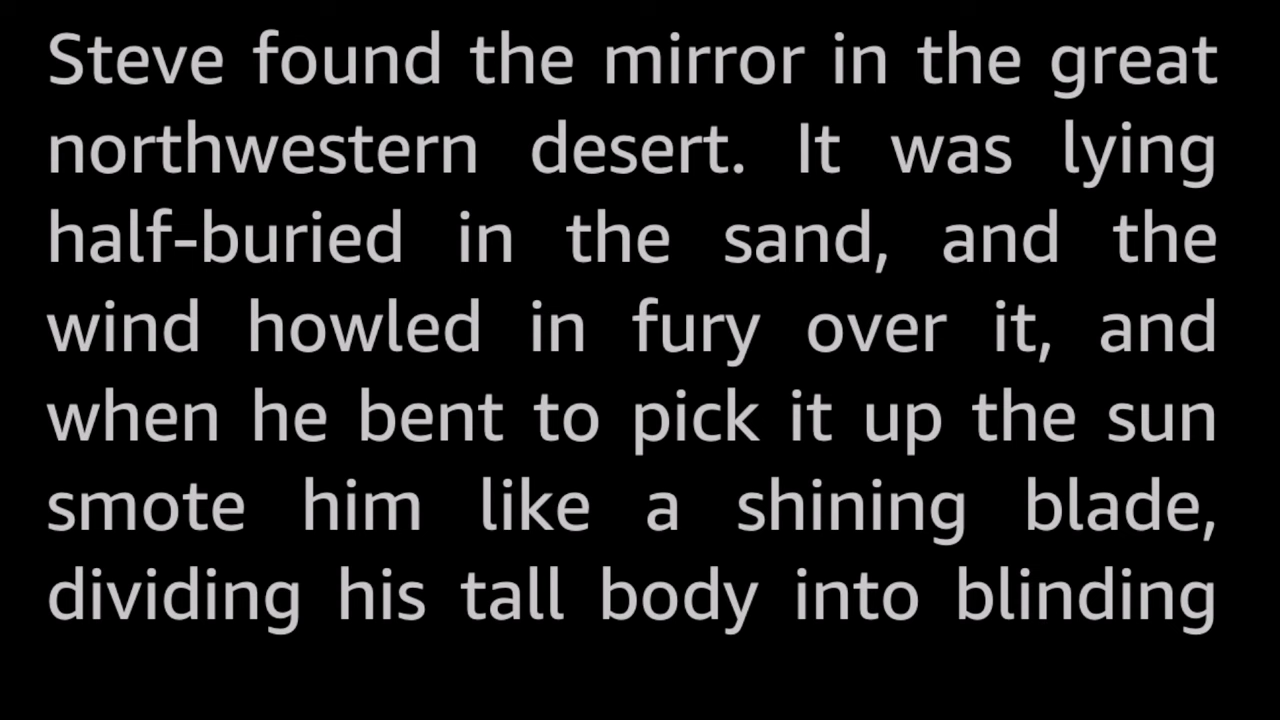 Steve found the mirror in the great
northwestern desert. It was lying
half-buried in the sand, and the
wind howled in fury over it, and
when he bent to pick it up the sun
smote him like a shining blade,
dividing his tall body into blinding